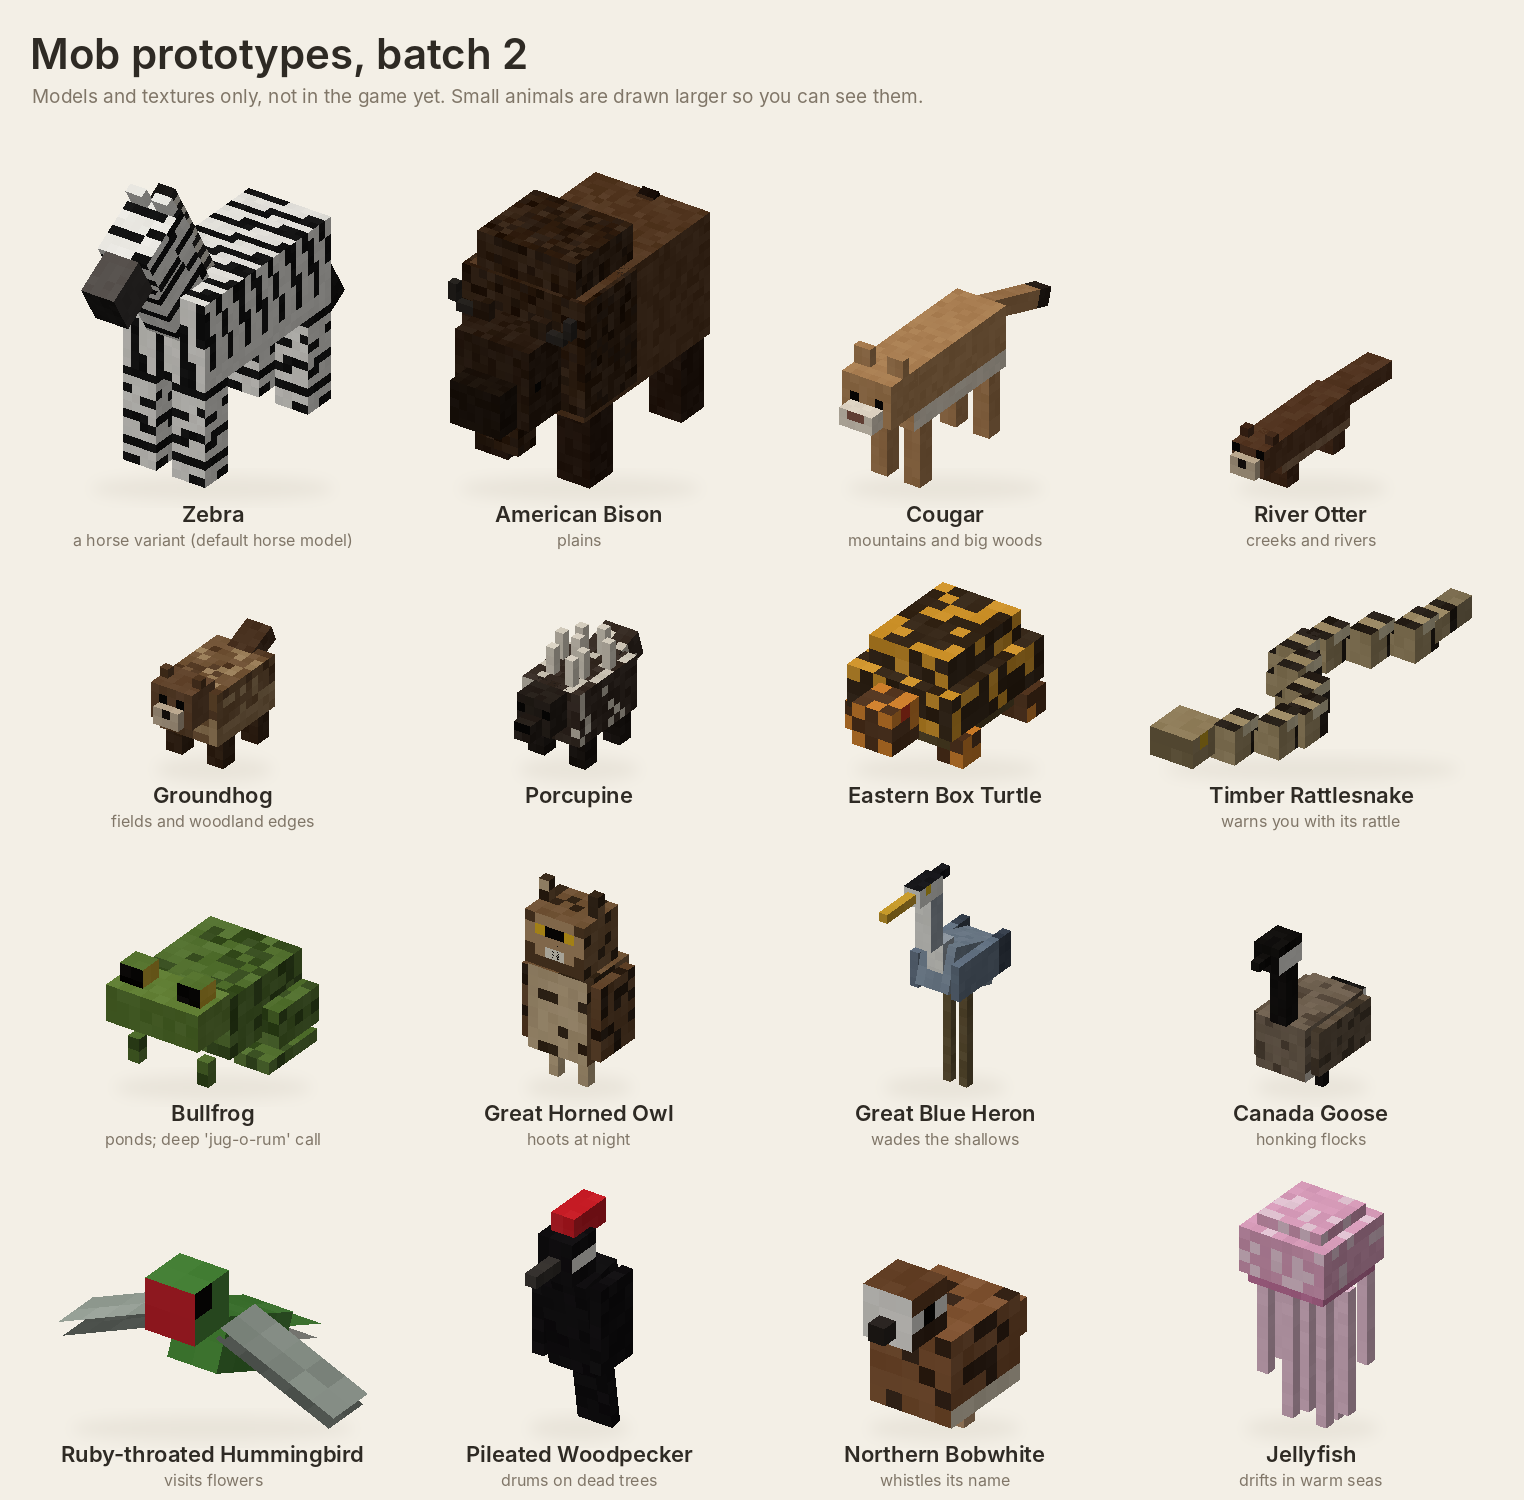 Mob prototypes, batch 2
Models and textures only, not in the game yet. Small animals are drawn larger so you can see them.
Zebra
a horse variant (default horse model)
American Bison
plains
Cougar
mountains and big woods
River Otter
creeks and rivers
Groundhog
fields and woodland edges
Porcupine
Eastern Box Turtle
Timber Rattlesnake
warns you with its rattle
Bullfrog
ponds; deep 'jug-o-rum' call
Great Horned Owl
hoots at night
Great Blue Heron
wades the shallows
Canada Goose
honking flocks
Ruby-throated Hummingbird
visits flowers
Pileated Woodpecker
drums on dead trees
Northern Bobwhite
whistles its name
Jellyfish
drifts in warm seas